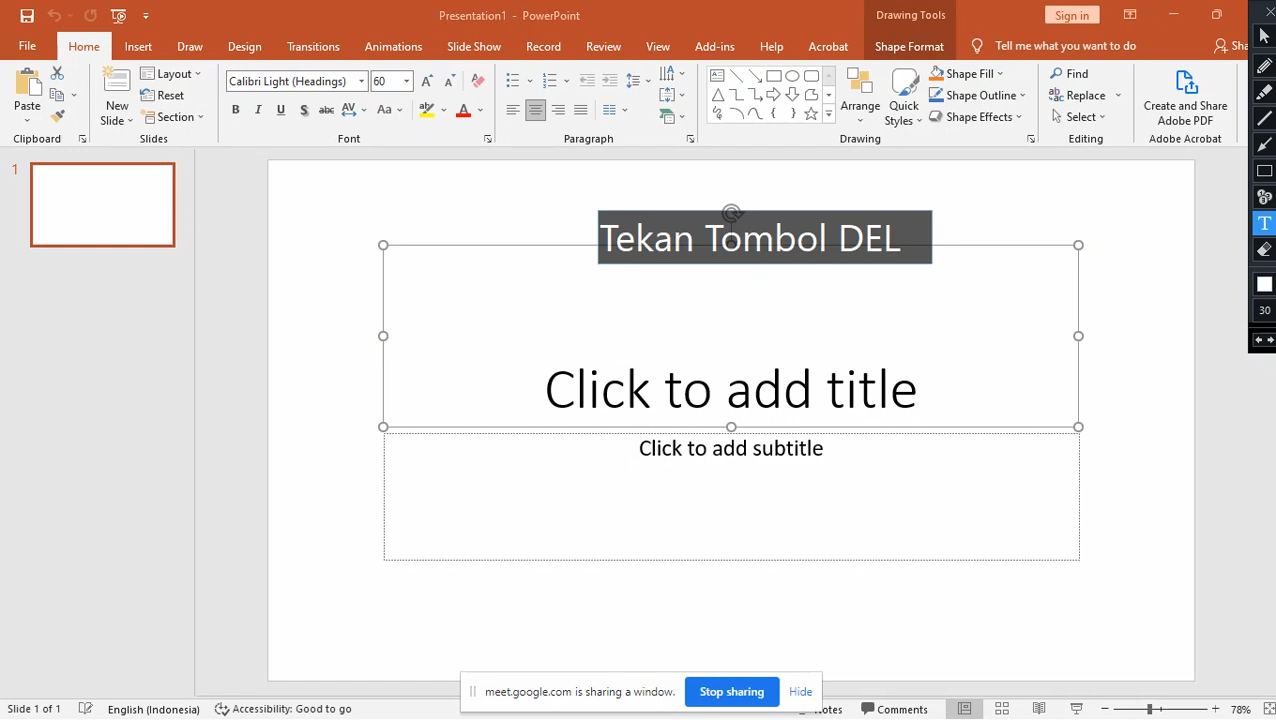 Presentation1 - PowerPoint
Drawing Tools
Sign in
File
Home
Insert
Draw
Design
Transitions
Animations
Slide Show
Record
Review
View
Add-ins
Help
Acrobat
Shape Format
Tell me what you want to do
Sha
Paste
Clipboard
New
Slide
Layout
Reset
Section
Slides
Calibri Light (Headings)
60
B I U S abc AV Aa A
Font
Paragraph
Arrange
Quick
Styles
Shape Fill
Shape Outline
Shape Effects
Drawing
Find
Replace
Select
Editing
Create and Share
Adobe PDF
Adobe Acrobat
1
Tekan Tombol DEL
Click to add title
Click to add subtitle
T
30
meet.google.com is sharing a window.
Stop sharing
Hide
Slide 1 of 1
English (Indonesia)
Accessibility: Good to go
Notes
Comments
78%